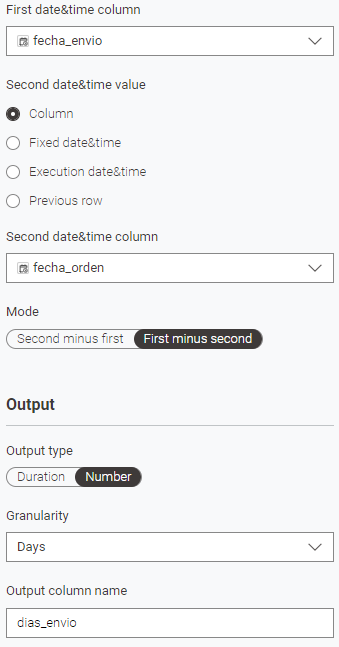 First date&time column
fecha_envio
Second date&time value
Column
Fixed date&time
Execution date&time
Previous row
Second date&time column
fecha_orden
Mode
Second minus first First minus second
Output
Output type
Duration Number
Granularity
Days
Output column name
dias_envio